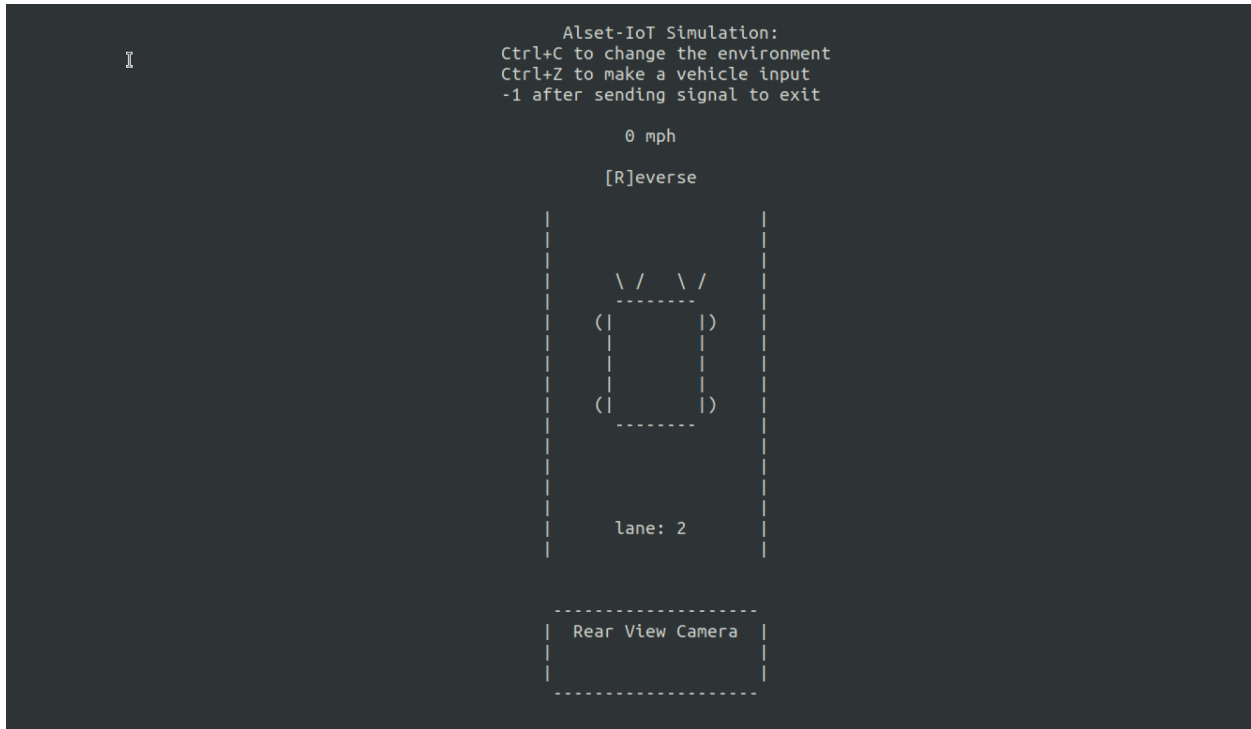 Alset-IoT Simulation:
Ctrl+C to change the environment
Ctrl+Z to make a vehicle input
-1 after sending signal to exit
0 mph
[R]everse
lane: 2
Rear View Camera